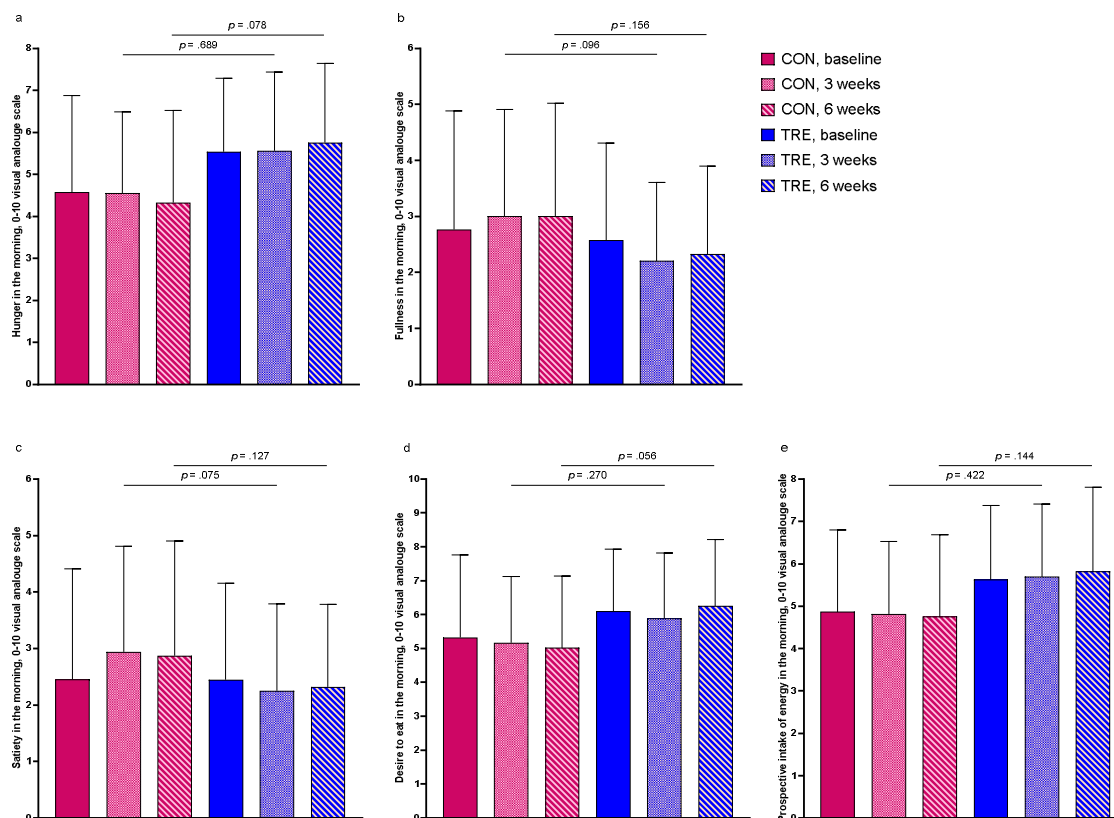 a
p = .078
p = .689
Hunger in the morning, 0-10 visual analouge scale
8
7
6
5
4
3
2
1
0
b
p = .156
p = .096
Fullness in the morning, 0-10 visual analouge scale
6
5
4
3
2
1
0
CON, baseline
CON, 3 weeks
CON, 6 weeks
TRE, baseline
TRE, 3 weeks
TRE, 6 weeks
c
p = .127
p = .075
Satiety in the morning, 0-10 visual analouge scale
6
5
4
3
2
1
0
d
p = .056
p = .270
Desire to eat in the morning, 0-10 visual analouge scale
10
9
8
7
6
5
4
3
2
1
0
e
p = .144
p = .422
Prospective intake of energy in the morning, 0-10 visual analouge scale
8
7
6
5
4
3
2
1
0